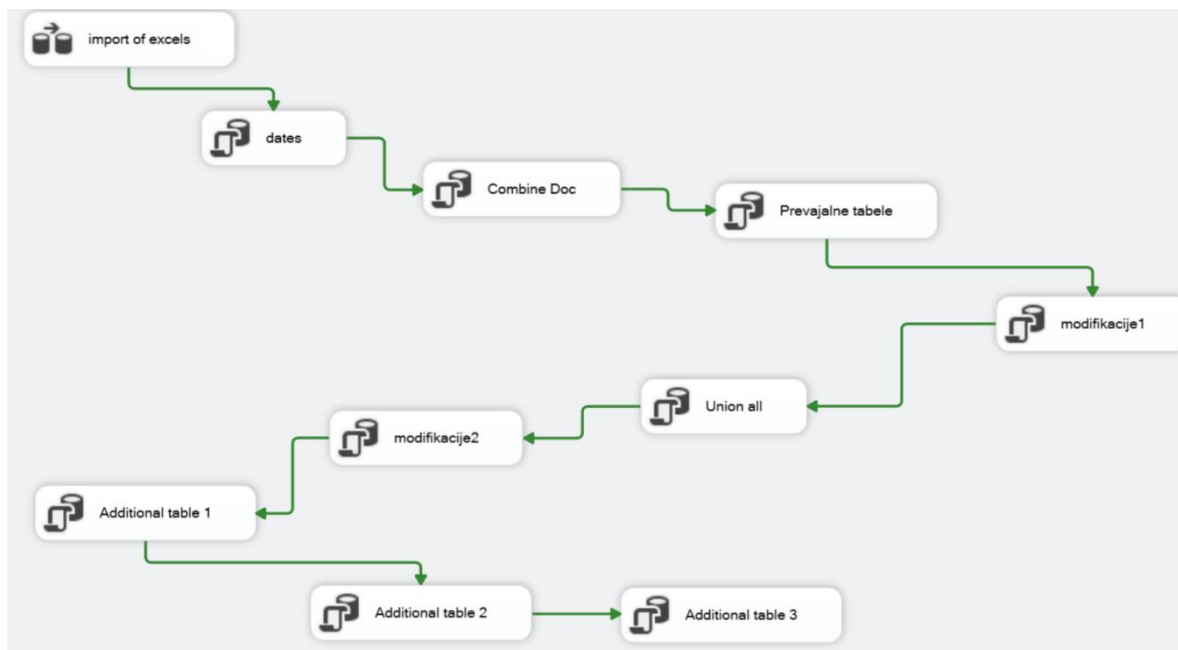 import of excels
dates
Combine Doc
Prevajalne tabele
modifikacije1
Union all
modifikacije2
Additional table 1
Additional table 2
Additional table 3